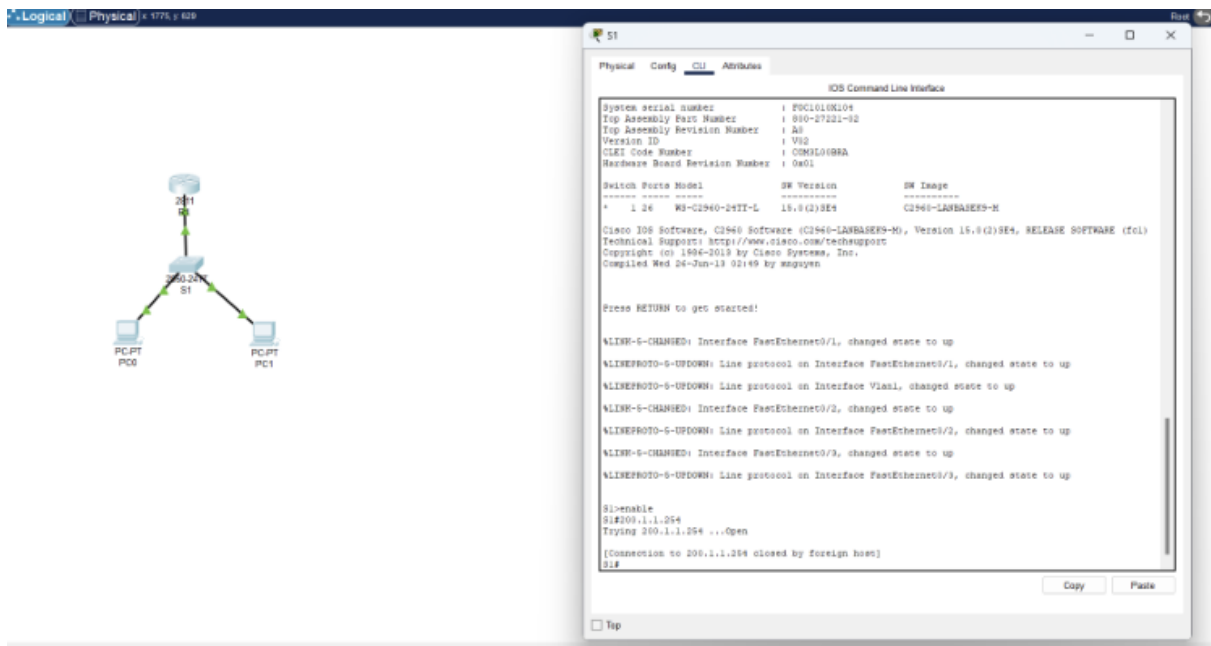 Logical Physical x: 1775, y: 629
Root
2911
R1
2960-24TT
S1
PC-PT
PC0
PC-PT
PC1
S1
Physical Config CLI Attributes
IOS Command Line Interface
System serial number : FOC1010X104
Top Assembly Part Number : 800-27221-02
Top Assembly Revision Number : A0
Version ID : V02
CLEI Code Number : COM3L00BRA
Hardware Board Revision Number : 0x01
Switch Ports Model SW Version SW Image
------ ----- ----- ---------- ----------
* 1 26 WS-C2960-24TT-L 15.0(2)SE4 C2960-LANBASEK9-M
Cisco IOS Software, C2960 Software (C2960-LANBASEK9-M), Version 15.0(2)SE4, RELEASE SOFTWARE (fc1)
Technical Support: http://www.cisco.com/techsupport
Copyright (c) 1986-2013 by Cisco Systems, Inc.
Compiled Wed 26-Jun-13 02:49 by mnguyen
Press RETURN to get started!
%LINK-5-CHANGED: Interface FastEthernet0/1, changed state to up
%LINEPROTO-5-UPDOWN: Line protocol on Interface FastEthernet0/1, changed state to up
%LINEPROTO-5-UPDOWN: Line protocol on Interface Vlan1, changed state to up
%LINK-5-CHANGED: Interface FastEthernet0/2, changed state to up
%LINEPROTO-5-UPDOWN: Line protocol on Interface FastEthernet0/2, changed state to up
%LINK-5-CHANGED: Interface FastEthernet0/3, changed state to up
%LINEPROTO-5-UPDOWN: Line protocol on Interface FastEthernet0/3, changed state to up
S1>enable
S1#200.1.1.254
Trying 200.1.1.254 ...Open
[Connection to 200.1.1.254 closed by foreign host]
S1#
Copy Paste
Top